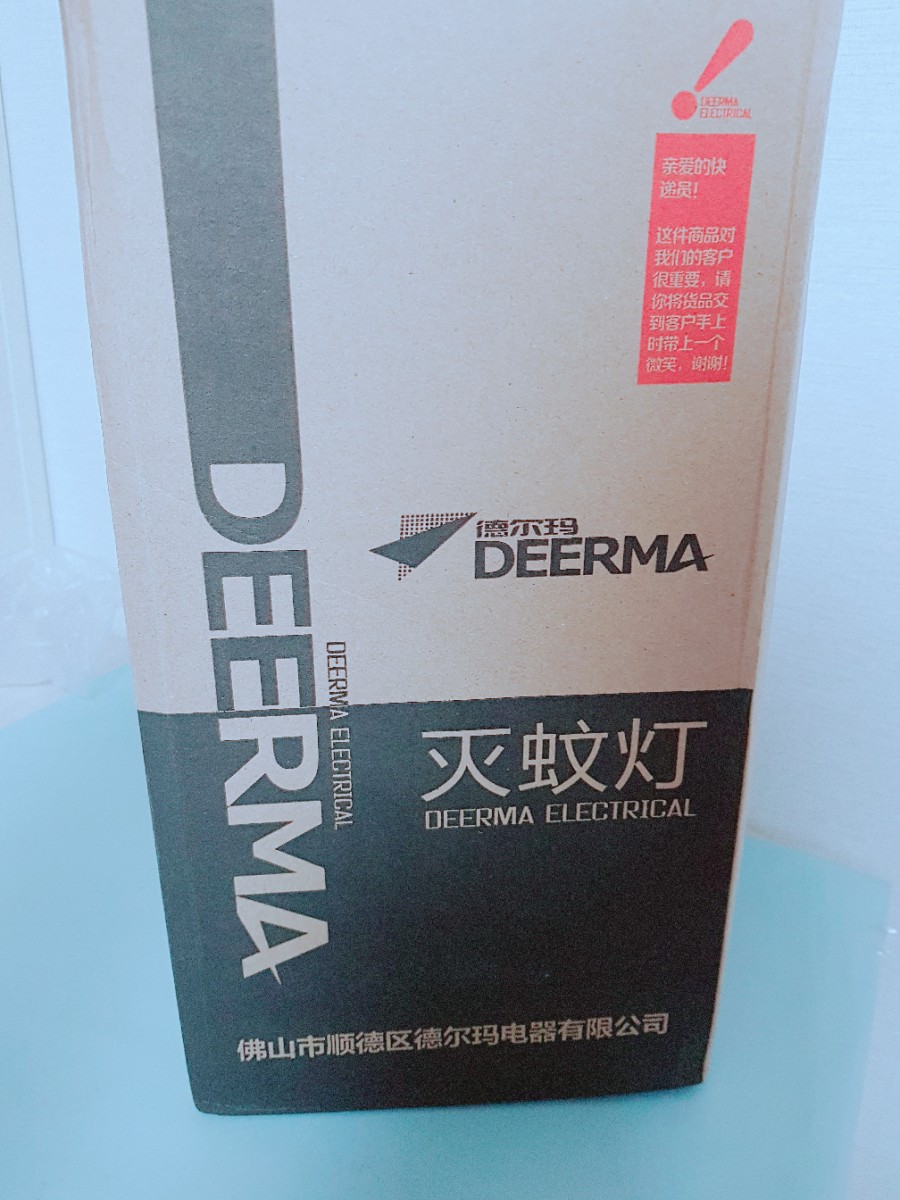 DEERMA
ELECTRICAL
亲爱的快
递员!
这件商品对
我们的客户
很重要，请
你将货品交
到客户手上
时带上一个
微笑，谢谢!
德尔玛
DEERMA
DEERMA
DEERMA ELECTRICAL
灭蚊灯
DEERMA ELECTRICAL
佛山市顺德区德尔玛电器有限公司